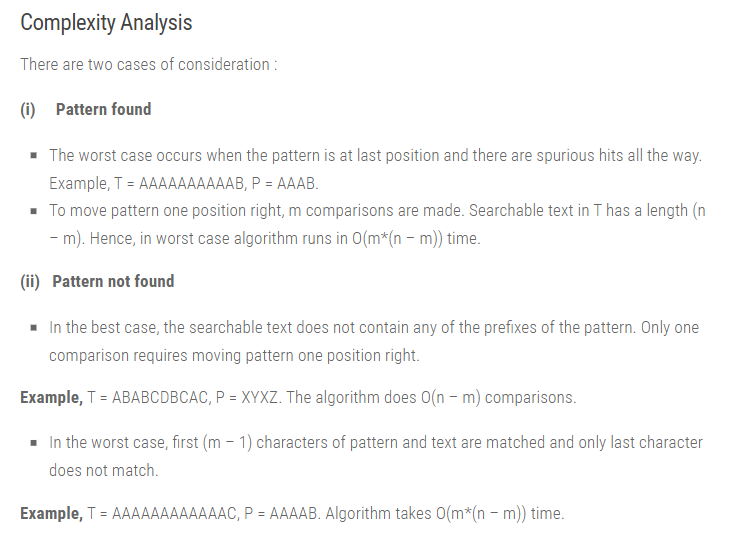 Complexity Analysis
There are two cases of consideration :
(i) Pattern found
▪ The worst case occurs when the pattern is at last position and there are spurious hits all the way.
Example, T = AAAAAAAAAAB, P = AAAB.
▪ To move pattern one position right, m comparisons are made. Searchable text in T has a length (n
– m). Hence, in worst case algorithm runs in O(m*(n – m)) time.
(ii) Pattern not found
▪ In the best case, the searchable text does not contain any of the prefixes of the pattern. Only one
comparison requires moving pattern one position right.
Example, T = ABABCDBCAC, P = XYXZ. The algorithm does O(n – m) comparisons.
▪ In the worst case, first (m – 1) characters of pattern and text are matched and only last character
does not match.
Example, T = AAAAAAAAAAAAC, P = AAAAB. Algorithm takes O(m*(n – m)) time.